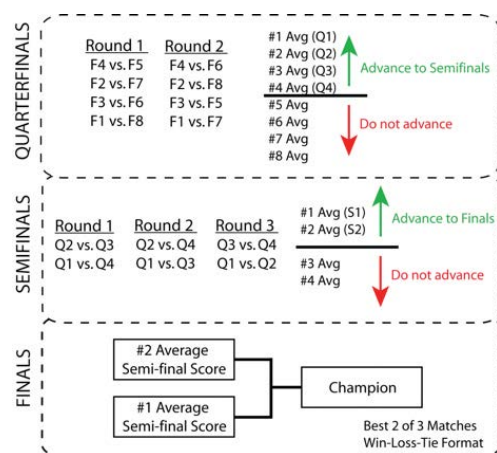 QUARTERFINALS
Round 1
F4 vs. F5
F2 vs. F7
F3 vs. F6
F1 vs. F8
Round 2
F4 vs. F6
F2 vs. F8
F3 vs. F5
F1 vs. F7
#1 Avg (Q1)
#2 Avg (Q2)
#3 Avg (Q3)
#4 Avg (Q4)
#5 Avg
#6 Avg
#7 Avg
#8 Avg
Advance to Semifinals
Do not advance
SEMIFINALS
Round 1
Q2 vs. Q3
Q1 vs. Q4
Round 2
Q2 vs. Q4
Q1 vs. Q3
Round 3
Q3 vs. Q4
Q1 vs. Q2
#1 Avg (S1)
#2 Avg (S2)
#3 Avg
#4 Avg
Advance to Finals
Do not advance
FINALS
#2 Average
Semi-final Score
#1 Average
Semi-final Score
Champion
Best 2 of 3 Matches
Win-Loss-Tie Format